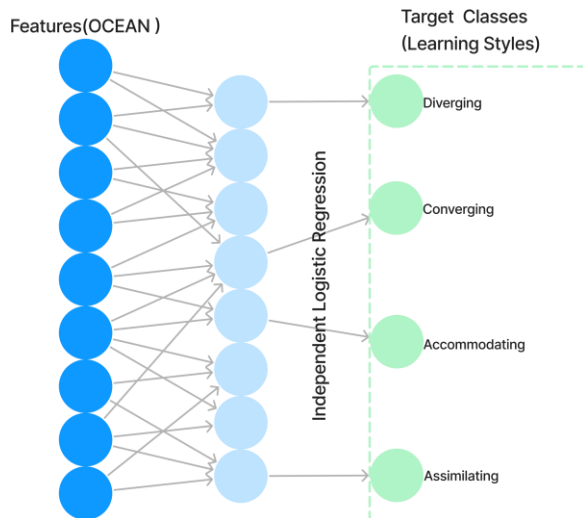 Features(OCEAN )
Target Classes
(Learning Styles)
Diverging
Independent Logistic Regression
Converging
Accommodating
Assimilating